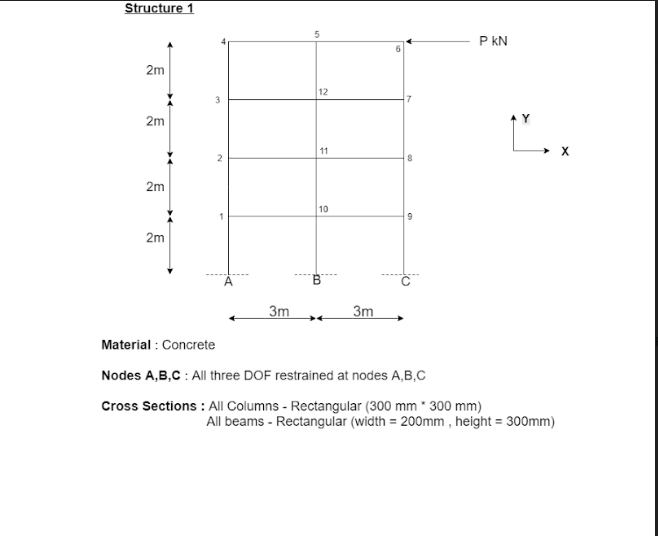 Structure 1
5
P kN
4
6
2m
12
3
7
2m
Y
11
X
2
8
2m
10
1
9
2m
A
B
C
3m
3m
Material : Concrete
Nodes A,B,C : All three DOF restrained at nodes A,B,C
Cross Sections : All Columns - Rectangular (300 mm * 300 mm)
All beams - Rectangular (width = 200mm , height = 300mm)